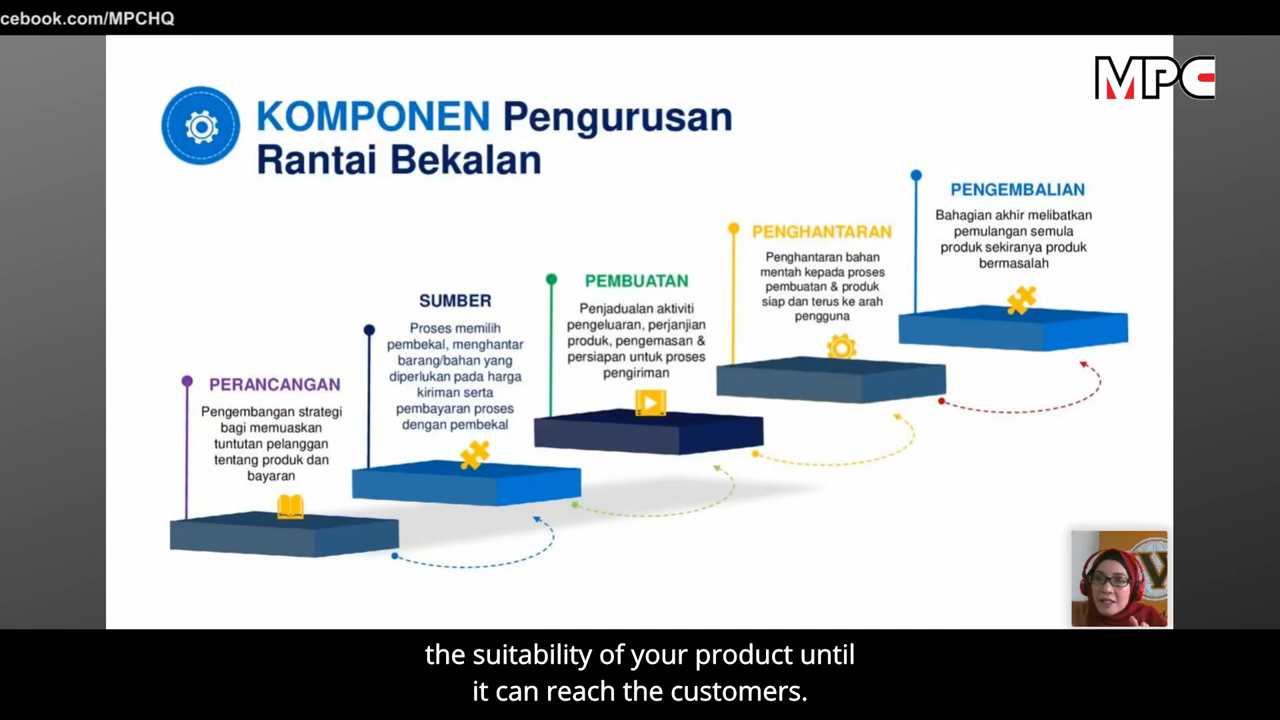 cebook.com/MPCHQ
MPC
KOMPONEN Pengurusan
Rantai Bekalan
PERANCANGAN
Pengembangan strategi
bagi memuaskan
tuntutan pelanggan
tentang produk dan
bayaran
SUMBER
Proses memilih
pembekal, menghantar
barang/bahan yang
diperlukan pada harga
kiriman serta
pembayaran proses
dengan pembekal
PEMBUATAN
Penjadualan aktiviti
pengeluaran, perjanjian
produk, pengemasan &
persiapan untuk proses
pengiriman
PENGHANTARAN
Penghantaran bahan
mentah kepada proses
pembuatan & produk
siap dan terus ke arah
pengguna
PENGEMBALIAN
Bahagian akhir melibatkan
pemulangan semula
produk sekiranya produk
bermasalah
the suitability of your product until
it can reach the customers.